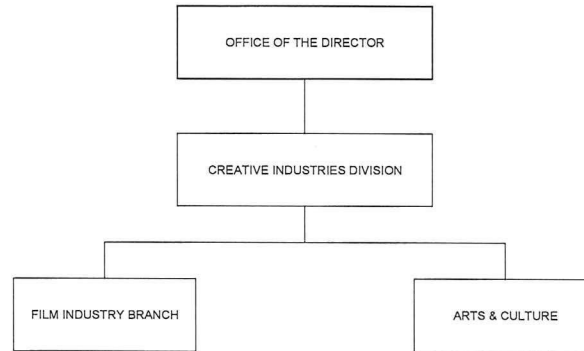 OFFICE OF THE DIRECTOR
CREATIVE INDUSTRIES DIVISION
FILM INDUSTRY BRANCH
ARTS & CULTURE